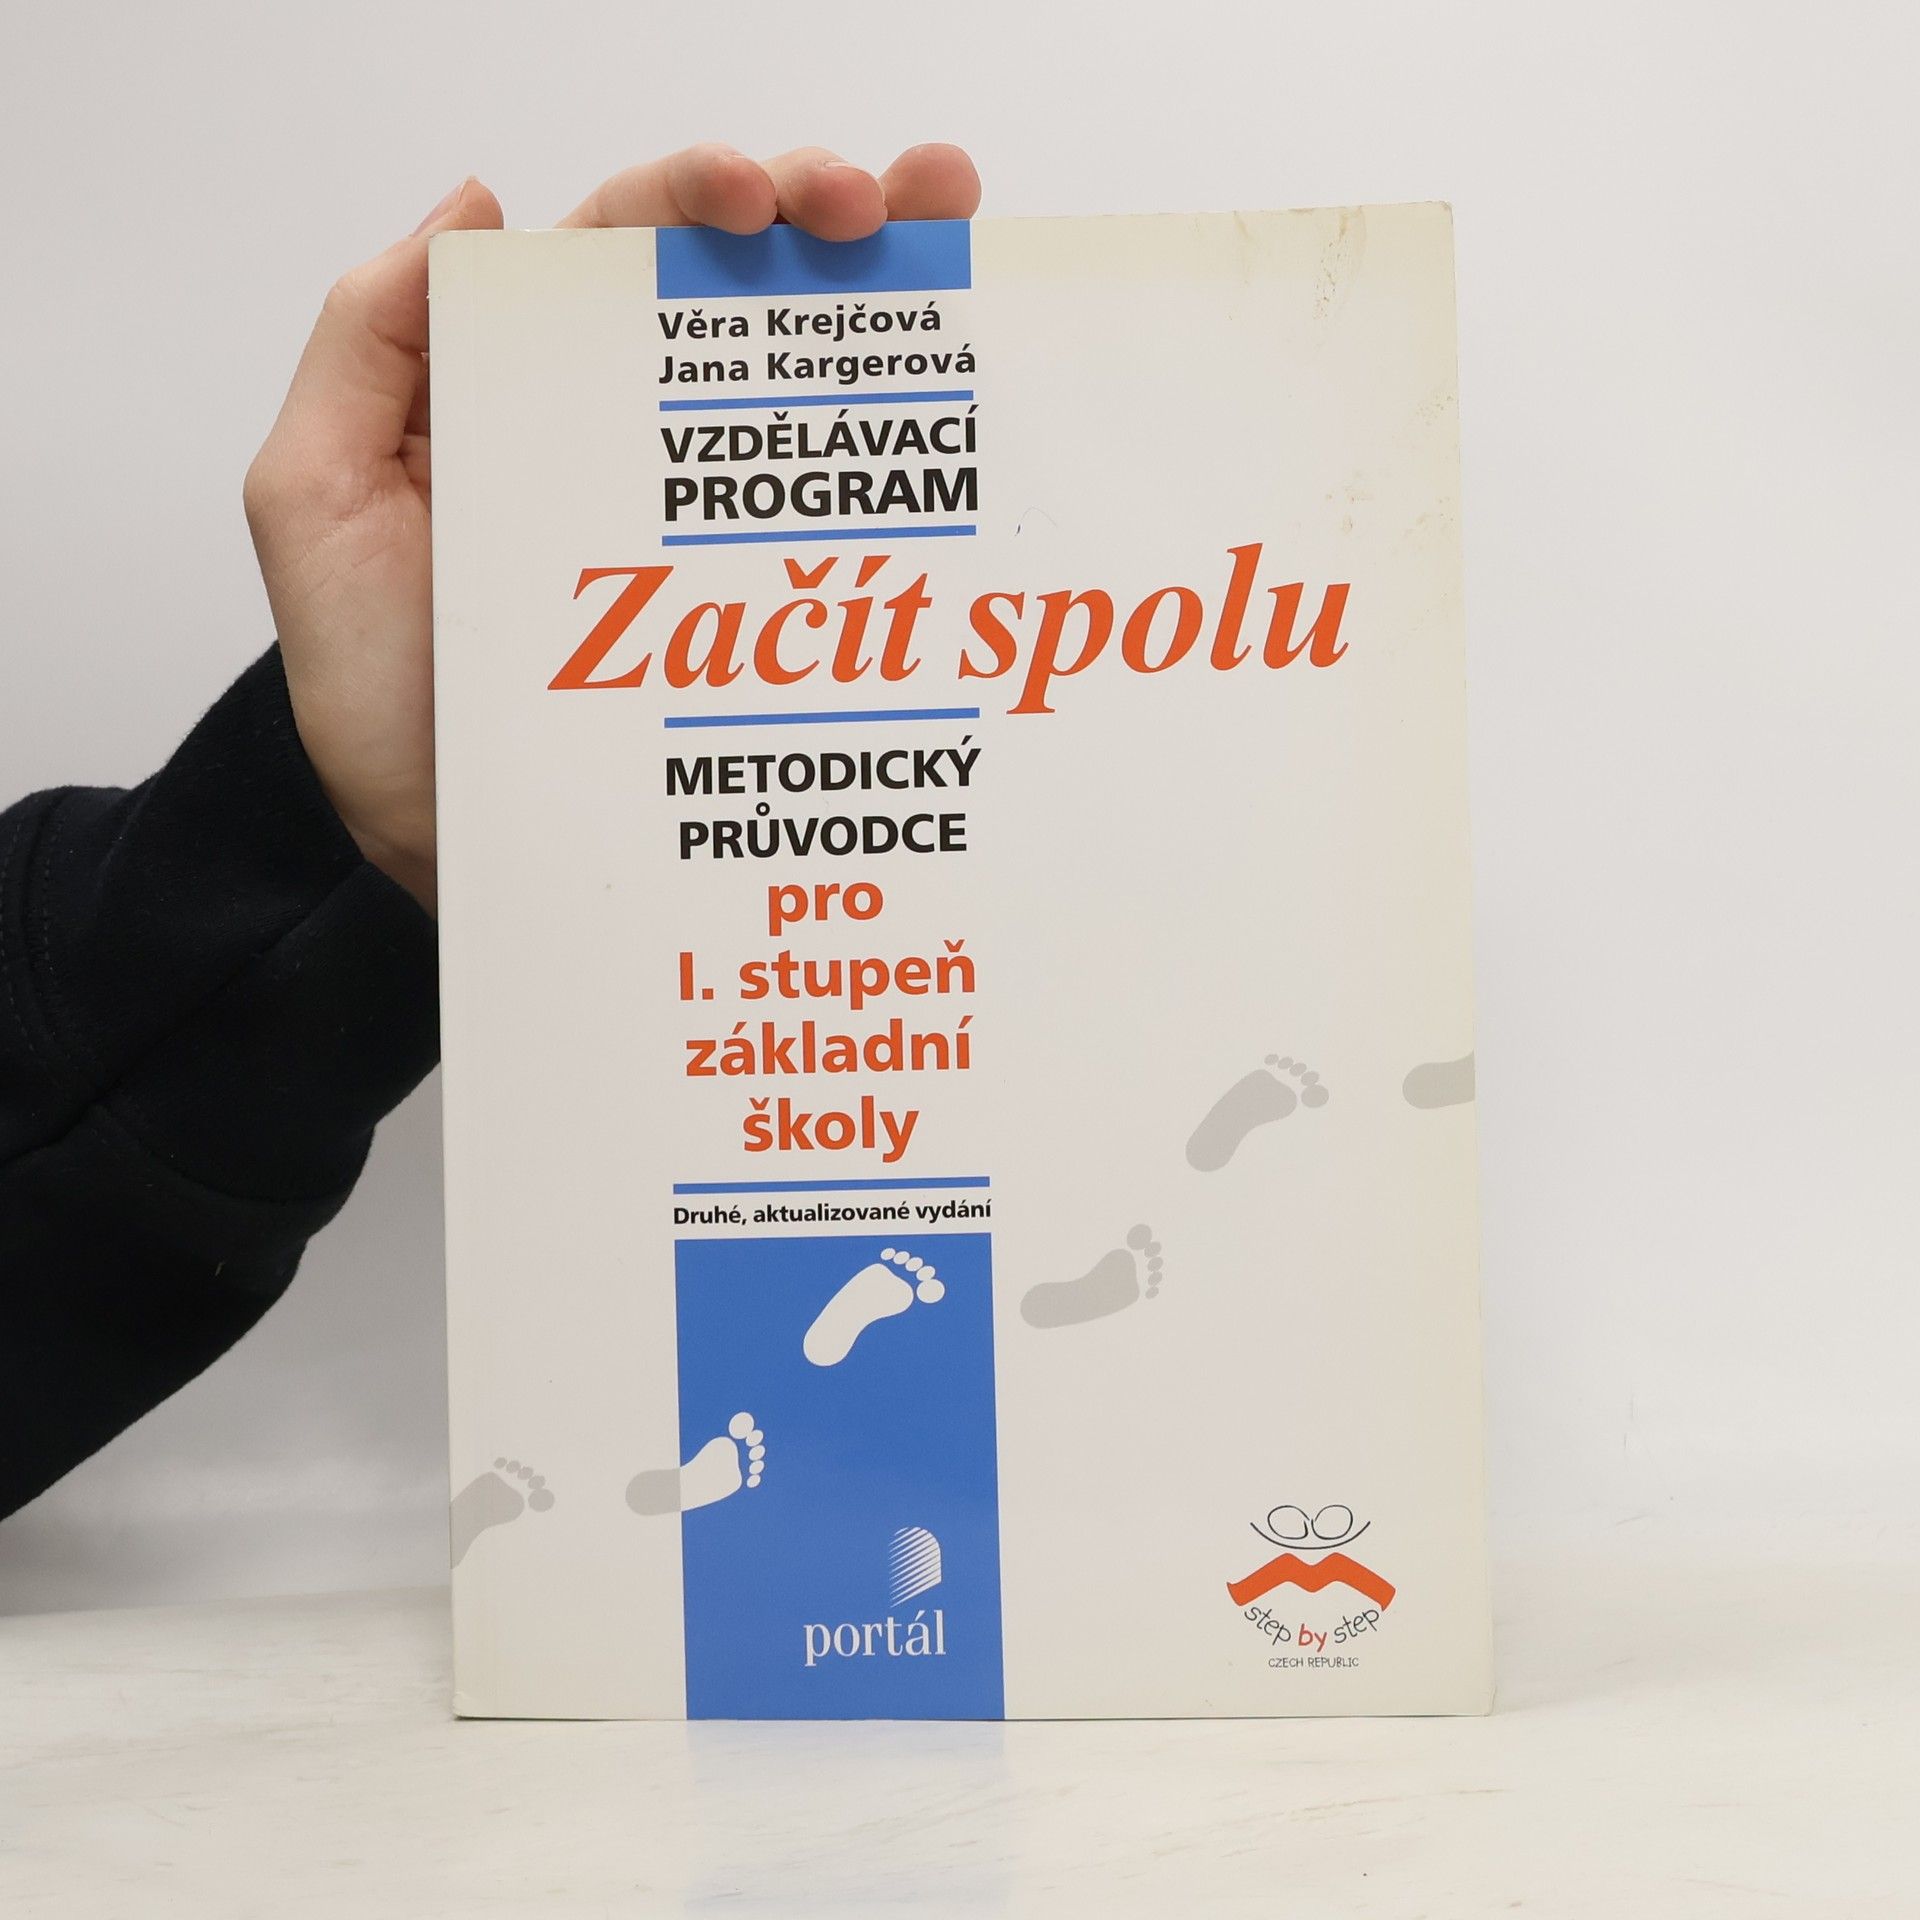 Věra Krejčová
Jana Kargerová
VZDĚLÁVACÍ
PROGRAM
Začít spolu
METODICKÝ
PRŮVODCE
pro
I. stupeň
základní
školy
Druhé, aktualizované vydání
portál
step by step
CZECH REPUBLIC